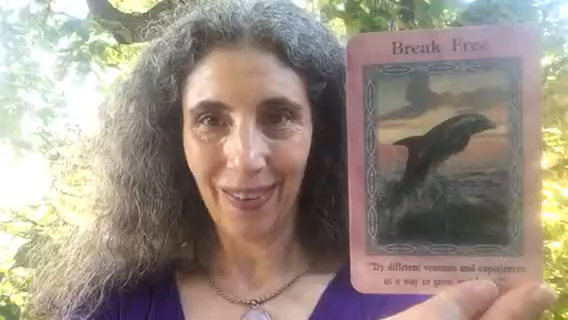 Break Free
"Try different ventures and experiences
as a way to grow